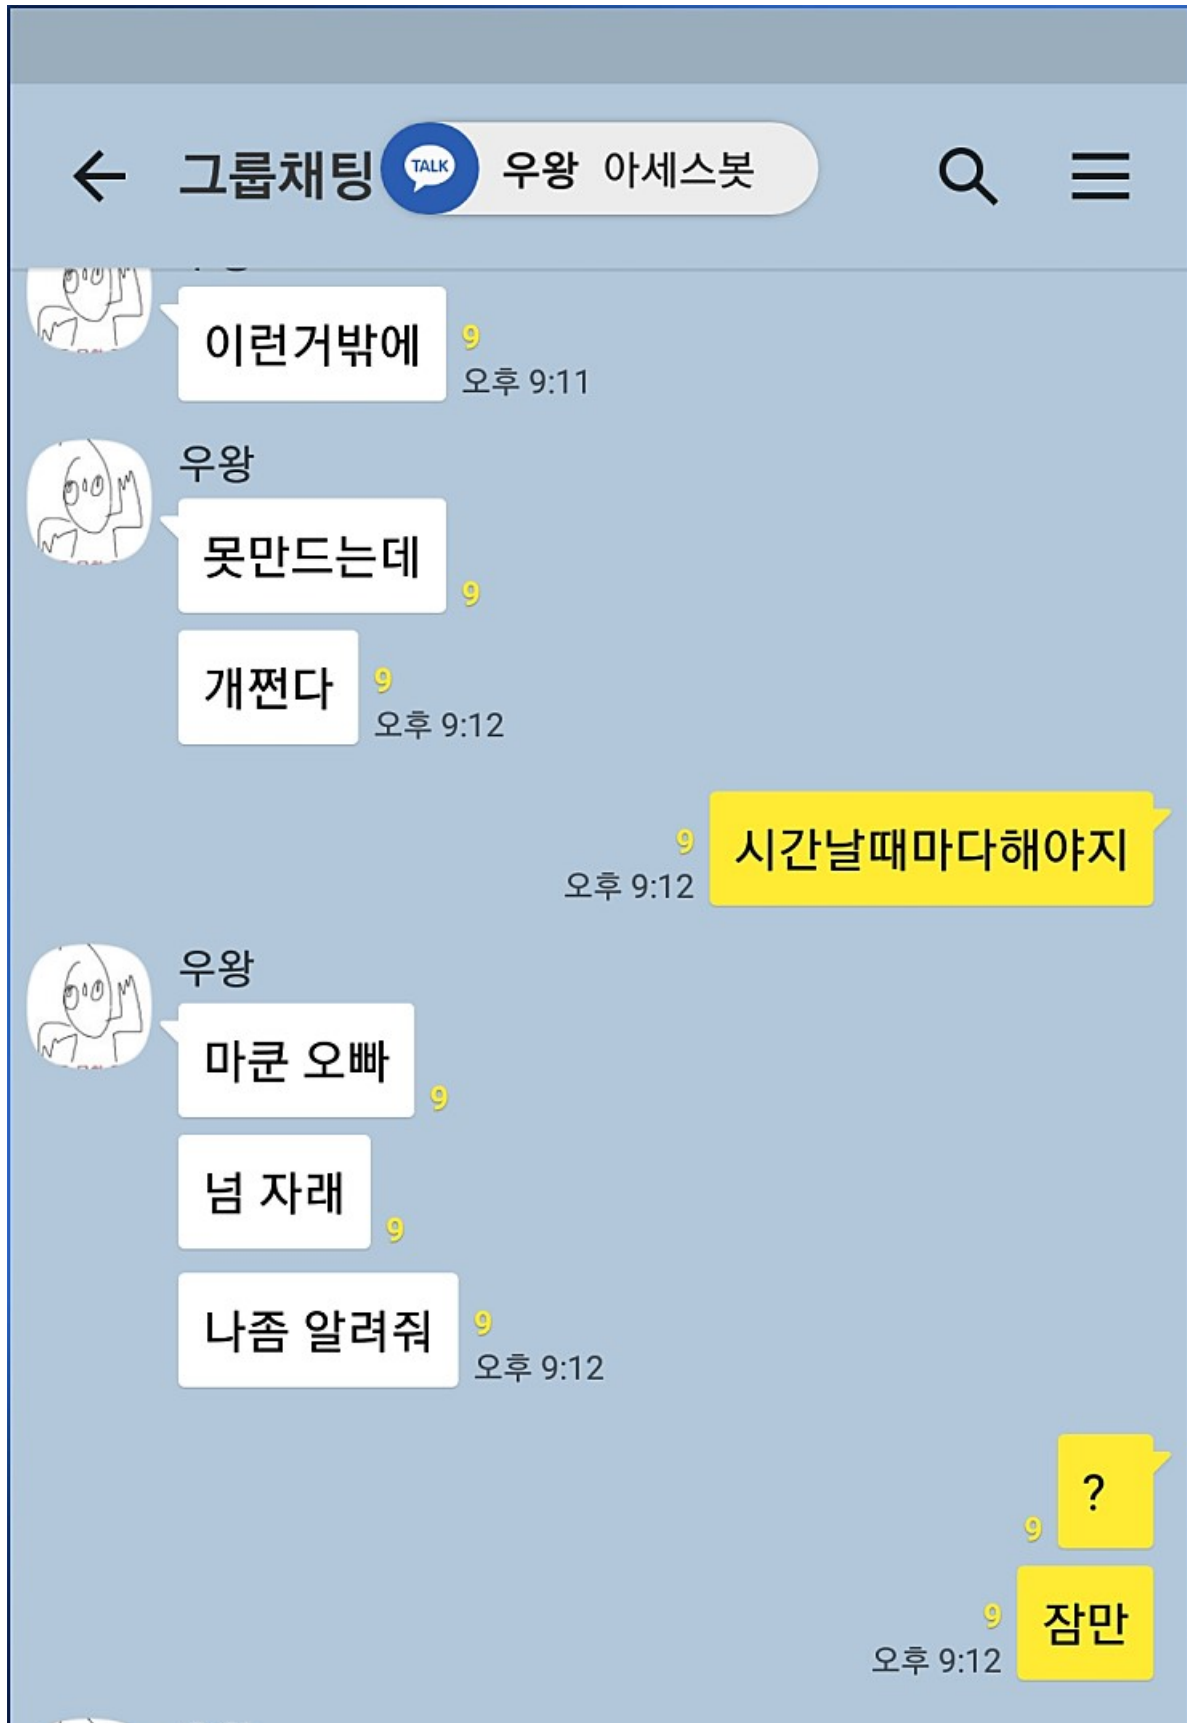 그룹채팅
TALK
우왕 아세스봇
이런거밖에
9
오후 9:11
우왕
못만드는데
9
개쩐다
9
오후 9:12
시간날때마다해야지
9
오후 9:12
우왕
마쿤 오빠
9
넘 자래
9
나좀 알려줘
9
오후 9:12
?
9
잠만
9
오후 9:12